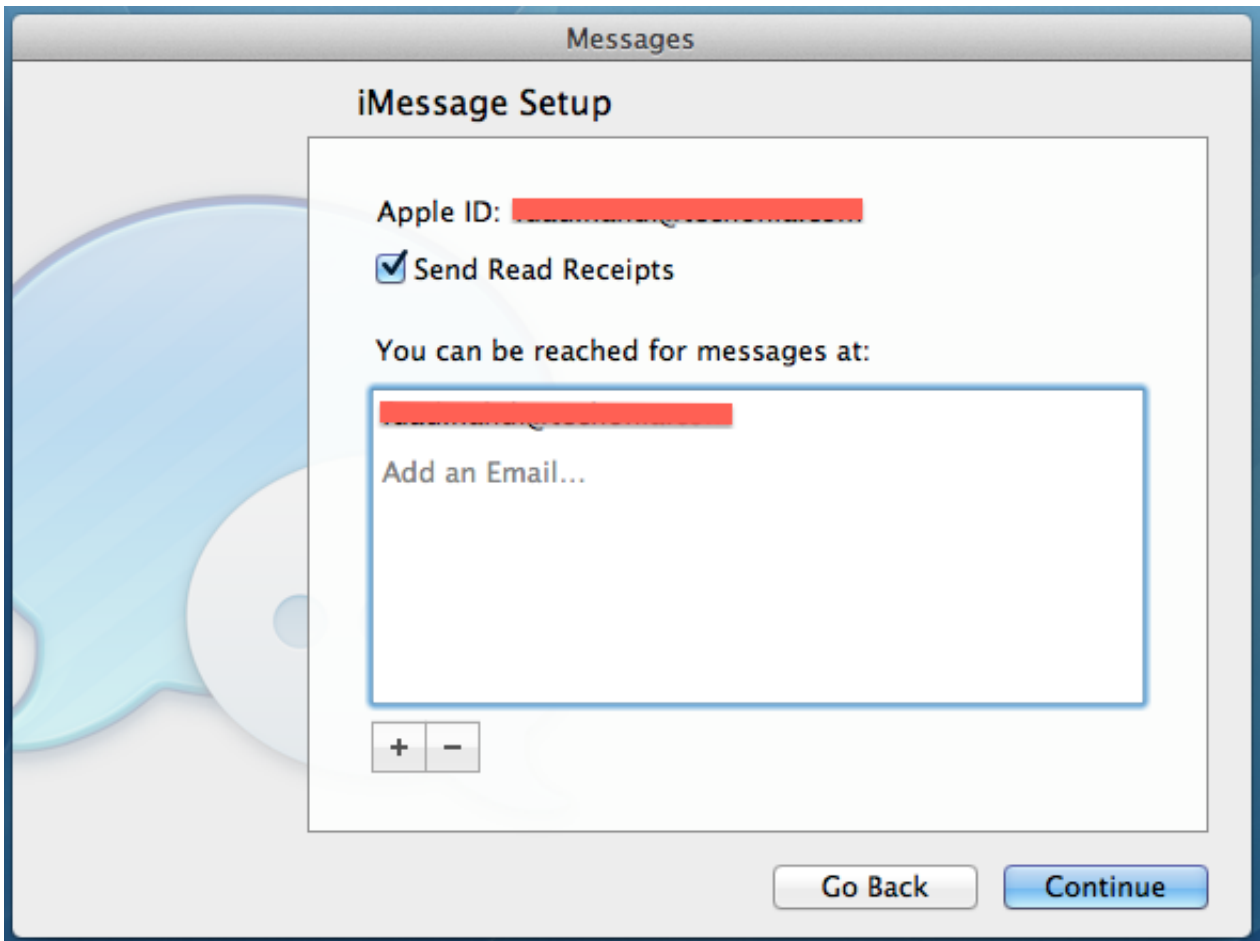 Messages
iMessage Setup
Apple ID:
Send Read Receipts
You can be reached for messages at:
Add an Email...
+ −
Go Back Continue